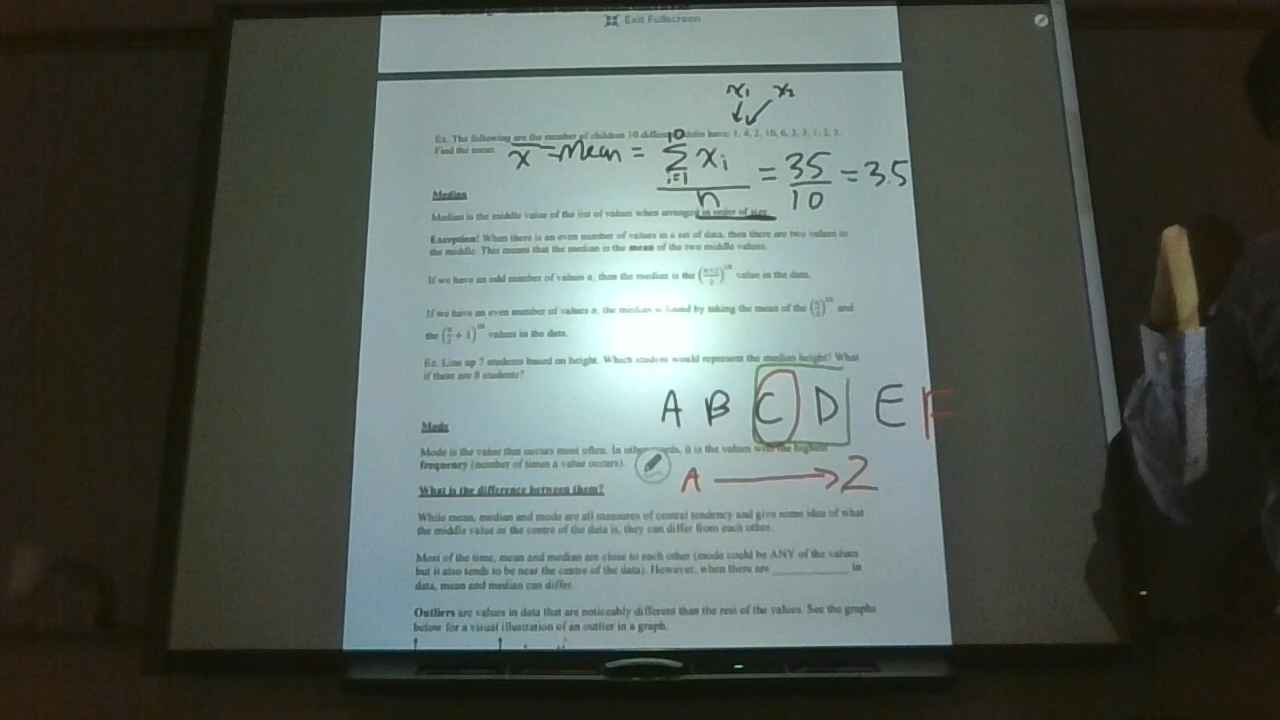 Exit Fullscreen
x1 x2
Ex. The following are the number of children 10 different adults have: 1, 4, 2, 10, 6, 3, 3, 1, 2, 3.
Find the mean.
x̄ = Mean = 10 Σ i=1 xi / n = 35/10 = 3.5
Median
Median is the middle value of the list of values when arranged in order of size.
Exception! When there is an even number of values in a set of data, then there are two values in
the middle. This means that the median is the mean of the two middle values.
If we have an odd number of values n, then the median is the ((n+1)/2)th value in the data.
If we have an even number of values n, the median is found by taking the mean of the (n/2)th and
the (n/2 + 1)th values in the data.
Ex. Line up 7 students based on height. Which student would represent the median height? What
if there are 8 students?
A B C D E F
Mode
Mode is the value that occurs most often. In other words, it is the values with the highest
frequency (number of times a value occurs).
A → Z
What is the difference between them?
While mean, median and mode are all measures of central tendency and give some idea of what
the middle value or the centre of the data is, they can differ from each other.
Most of the time, mean and median are close to each other (mode could be ANY of the values
but it also tends to be near the centre of the data). However, when there are ____________ in
data, mean and median can differ.
Outliers are values in data that are noticeably different than the rest of the values. See the graphs
below for a visual illustration of an outlier in a graph.